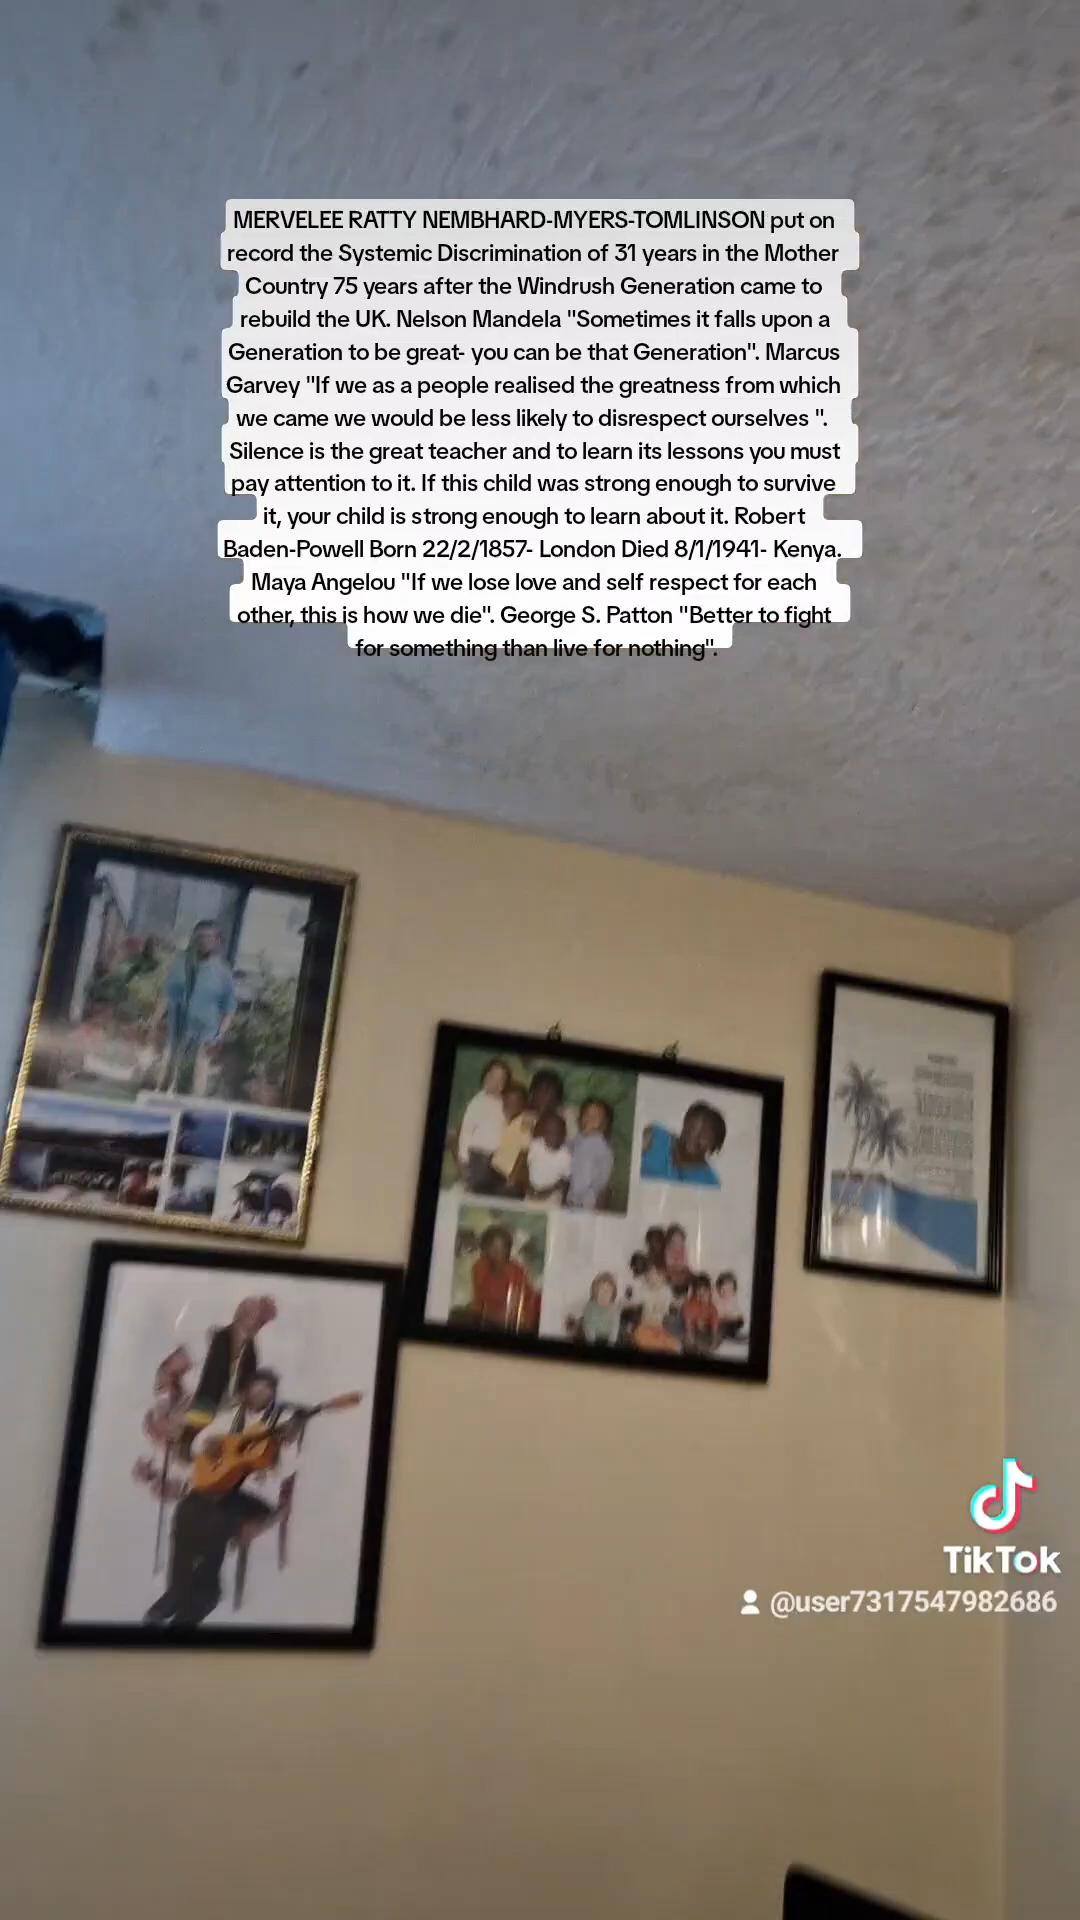 MERVELEE RATTY NEMBHARD-MYERS-TOMLINSON put on
record the Systemic Discrimination of 31 years in the Mother
Country 75 years after the Windrush Generation came to
rebuild the UK. Nelson Mandela "Sometimes it falls upon a
Generation to be great- you can be that Generation". Marcus
Garvey "If we as a people realised the greatness from which
we came we would be less likely to disrespect ourselves ".
Silence is the great teacher and to learn its lessons you must
pay attention to it. If this child was strong enough to survive
it, your child is strong enough to learn about it. Robert
Baden-Powell Born 22/2/1857- London Died 8/1/1941- Kenya.
Maya Angelou "If we lose love and self respect for each
other, this is how we die". George S. Patton "Better to fight
for something than live for nothing".
TikTok
@user7317547982686